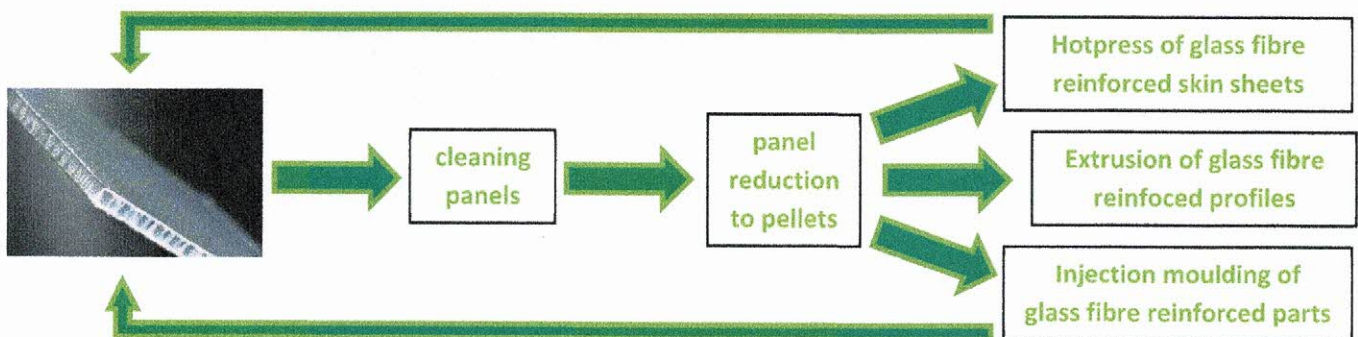 cleaning
panels
panel
reduction
to pellets
Hotpress of glass fibre
reinforced skin sheets
Extrusion of glass fibre
reinfoced profiles
Injection moulding of
glass fibre reinforced parts